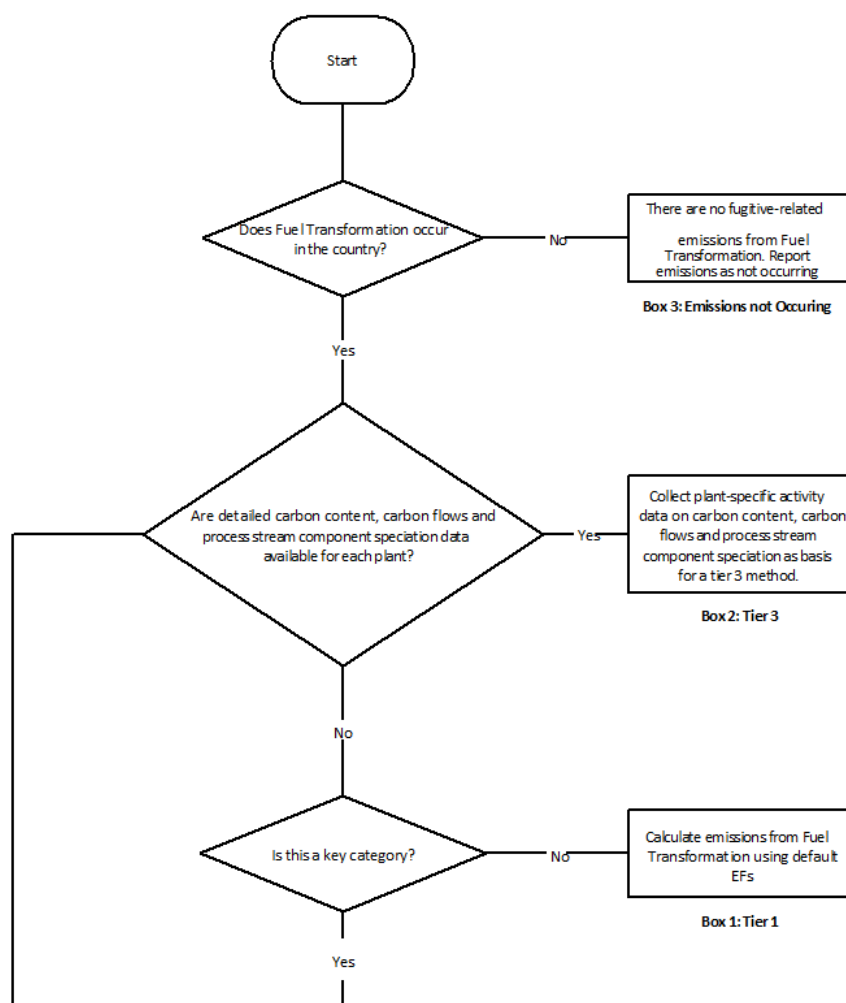 Start
Does Fuel Transformation occur
in the country?
No
There are no fugitive-related
emissions from Fuel
Transformation. Report
emissions as not occurring
Box 3: Emissions not Occuring
Yes
Are detailed carbon content, carbon flows and
process stream component speciation data
available for each plant?
Yes
Collect plant-specific activity
data on carbon content, carbon
flows and process stream
component speciation as basis
for a tier 3 method.
Box 2: Tier 3
No
Is this a key category?
No
Calculate emissions from Fuel
Transformation using default
EFs
Box 1: Tier 1
Yes